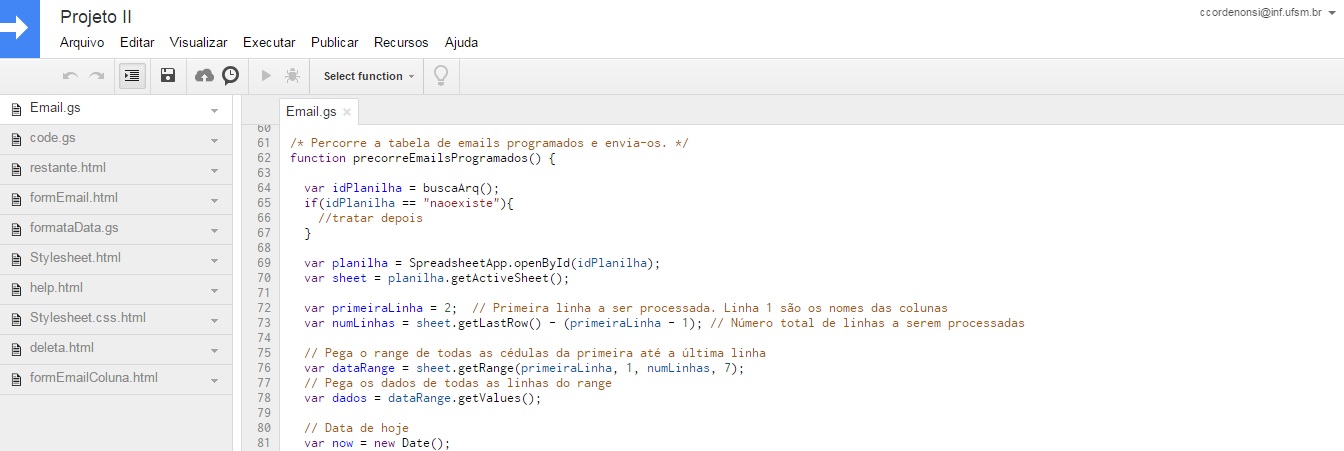 Projeto II
ccordenonsi@inf.ufsm.br
Arquivo Editar Visualizar Executar Publicar Recursos Ajuda
Select function
Email.gs
code.gs
restante.html
formEmail.html
formataData.gs
Stylesheet.html
help.html
Stylesheet.css.html
deleta.html
formEmailColuna.html
Email.gs ×
60
61 /* Percorre a tabela de emails programados e envia-os. */
62 function precorreEmailsProgramados() {
63
64 var idPlanilha = buscaArq();
65 if(idPlanilha == "naoexiste"){
66 //tratar depois
67 }
68
69 var planilha = SpreadsheetApp.openById(idPlanilha);
70 var sheet = planilha.getActiveSheet();
71
72 var primeiraLinha = 2; // Primeira linha a ser processada. Linha 1 são os nomes das colunas
73 var numLinhas = sheet.getLastRow() - (primeiraLinha - 1); // Número total de linhas a serem processadas
74
75 // Pega o range de todas as cédulas da primeira até a última linha
76 var dataRange = sheet.getRange(primeiraLinha, 1, numLinhas, 7);
77 // Pega os dados de todas as linhas do range
78 var dados = dataRange.getValues();
79
80 // Data de hoje
81 var now = new Date();